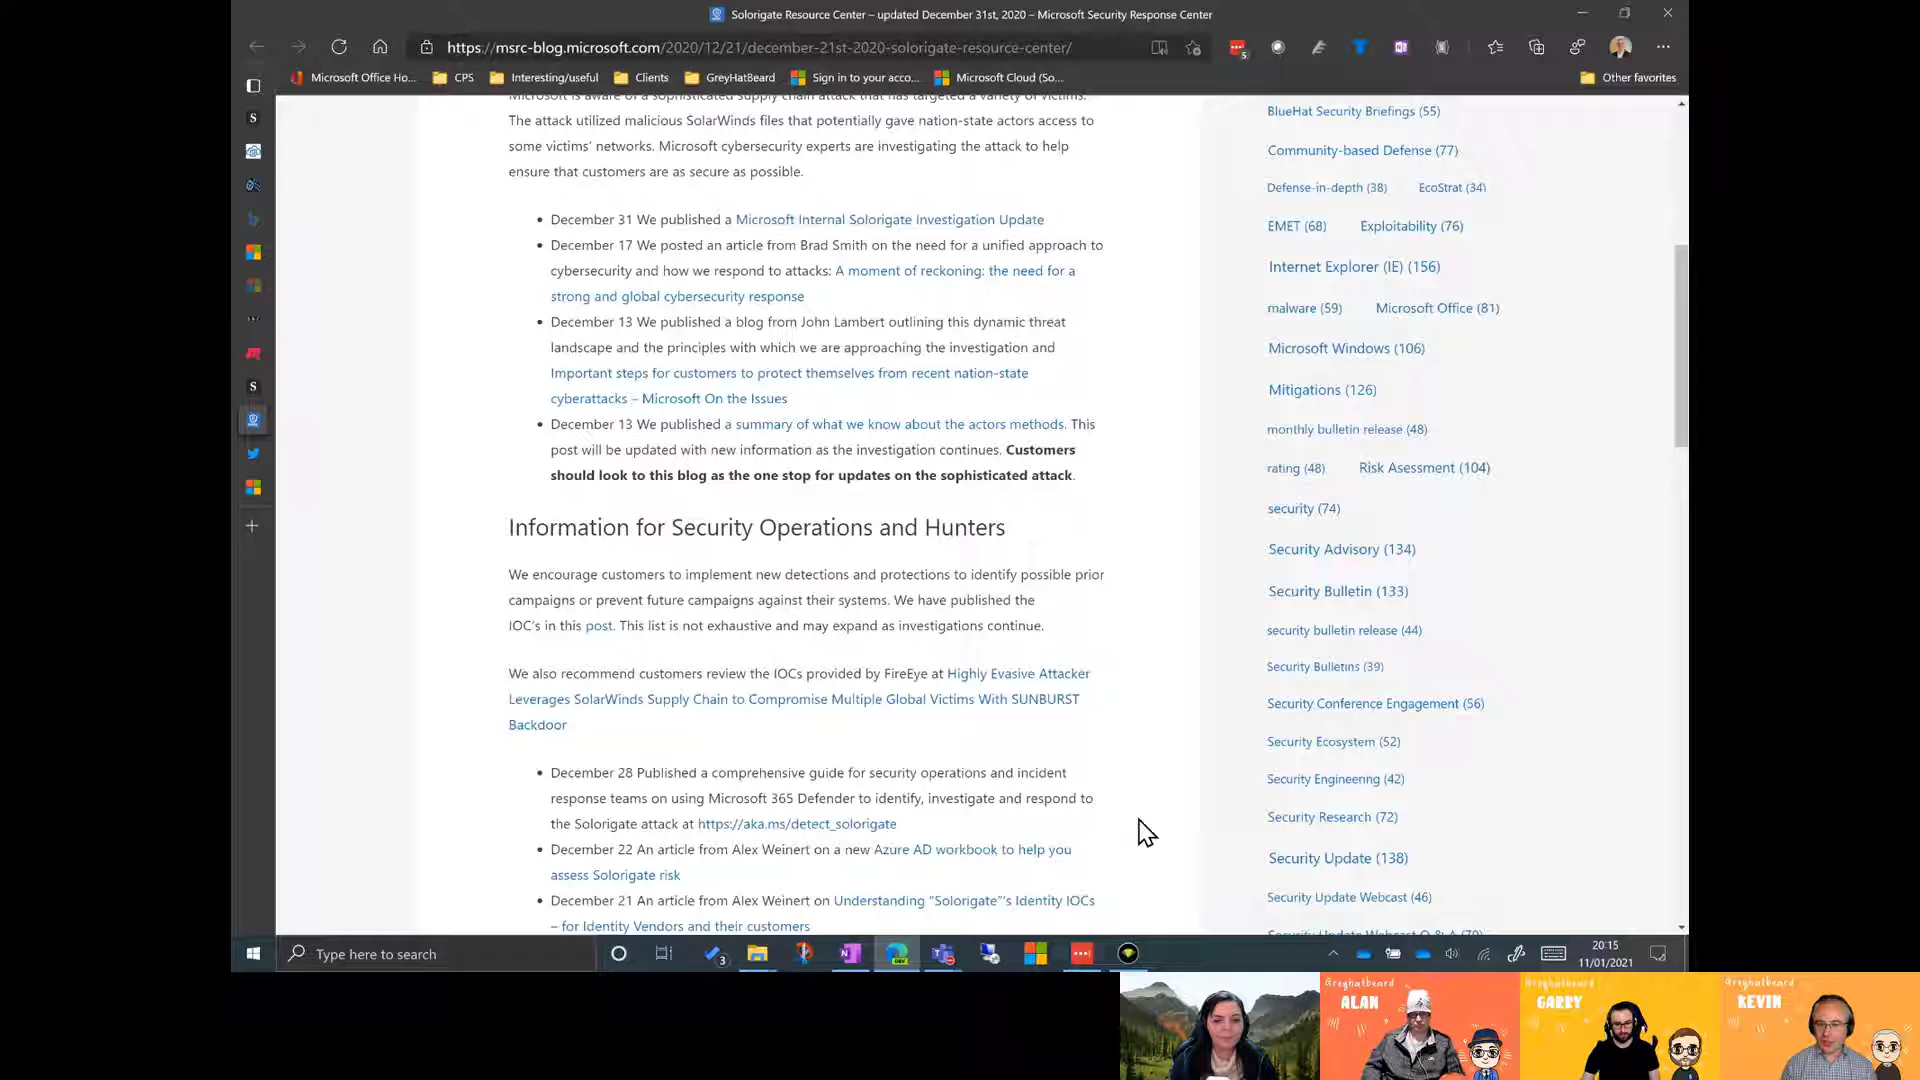 Solorigate Resource Center – updated December 31st, 2020 – Microsoft Security Response Center
https://msrc-blog.microsoft.com/2020/12/21/december-21st-2020-solorigate-resource-center/
Microsoft Office Ho... CPS Interesting/useful Clients GreyHatBeard Sign in to your acco... Microsoft Cloud (So... Other favorites
Microsoft is aware of a sophisticated supply chain attack that has targeted a variety of victims.
The attack utilized malicious SolarWinds files that potentially gave nation-state actors access to
some victims' networks. Microsoft cybersecurity experts are investigating the attack to help
ensure that customers are as secure as possible.
• December 31 We published a Microsoft Internal Solorigate Investigation Update
• December 17 We posted an article from Brad Smith on the need for a unified approach to
cybersecurity and how we respond to attacks: A moment of reckoning: the need for a
strong and global cybersecurity response
• December 13 We published a blog from John Lambert outlining this dynamic threat
landscape and the principles with which we are approaching the investigation and
Important steps for customers to protect themselves from recent nation-state
cyberattacks – Microsoft On the Issues
• December 13 We published a summary of what we know about the actors methods. This
post will be updated with new information as the investigation continues. Customers
should look to this blog as the one stop for updates on the sophisticated attack.
Information for Security Operations and Hunters
We encourage customers to implement new detections and protections to identify possible prior
campaigns or prevent future campaigns against their systems. We have published the
IOC's in this post. This list is not exhaustive and may expand as investigations continue.
We also recommend customers review the IOCs provided by FireEye at Highly Evasive Attacker
Leverages SolarWinds Supply Chain to Compromise Multiple Global Victims With SUNBURST
Backdoor
• December 28 Published a comprehensive guide for security operations and incident
response teams on using Microsoft 365 Defender to identify, investigate and respond to
the Solorigate attack at https://aka.ms/detect_solorigate
• December 22 An article from Alex Weinert on a new Azure AD workbook to help you
assess Solorigate risk
• December 21 An article from Alex Weinert on Understanding "Solorigate"'s Identity IOCs
– for Identity Vendors and their customers
BlueHat Security Briefings (55)
Community-based Defense (77)
Defense-in-depth (38) EcoStrat (34)
EMET (68) Exploitability (76)
Internet Explorer (IE) (156)
malware (59) Microsoft Office (81)
Microsoft Windows (106)
Mitigations (126)
monthly bulletin release (48)
rating (48) Risk Asessment (104)
security (74)
Security Advisory (134)
Security Bulletin (133)
security bulletin release (44)
Security Bulletins (39)
Security Conference Engagement (56)
Security Ecosystem (52)
Security Engineering (42)
Security Research (72)
Security Update (138)
Security Update Webcast (46)
Security Update Webcast Q & A (70)
Type here to search
3
DEV
20:15
11/01/2021
@greyhatbeard
ALAN
@greyhatbeard
GARRY
@greyhatbeard
KEVIN